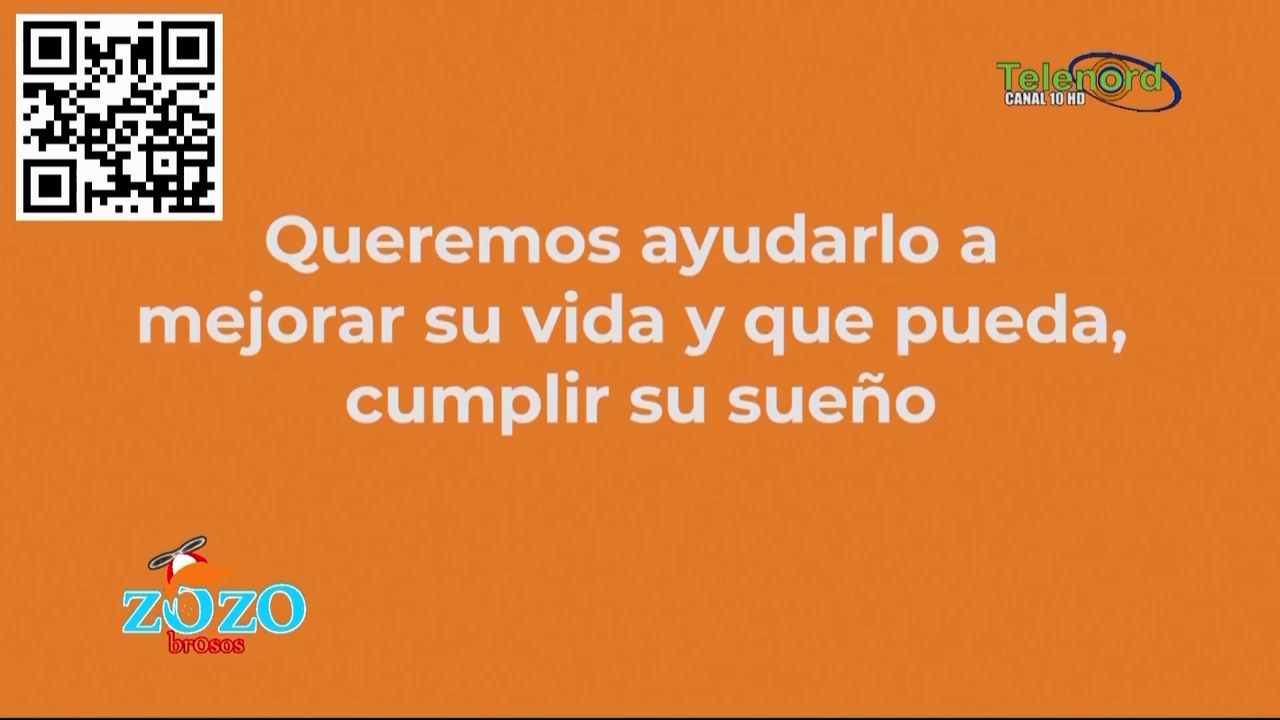 Telenord
CANAL 10 HD
Queremos ayudarlo a
mejorar su vida y que pueda,
cumplir su sueño
zozo
brosos